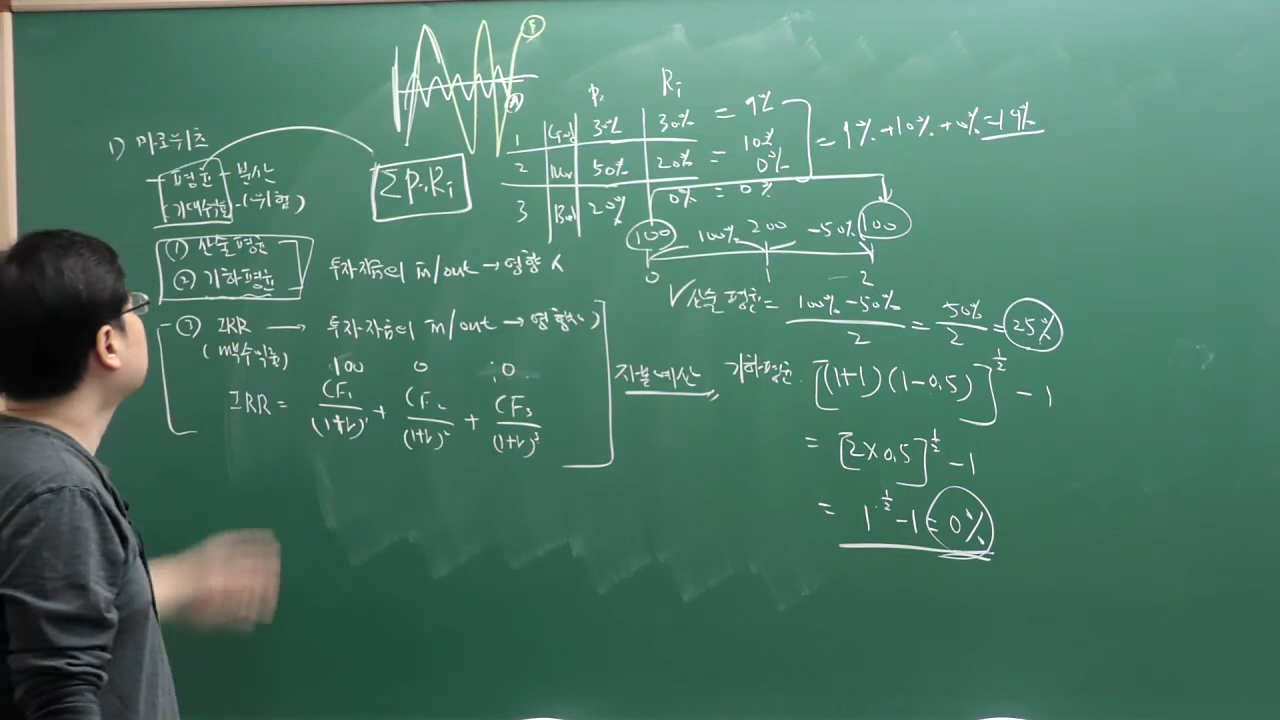 1) 마코위츠
평균 - 분산
(기대수익률) - (위험)
① 산술평균
② 기하평균
투자자금의 in/out → 영향 X
③ IRR → 투자자금의 in/out → 영향
(내부수익률)
100 0 0
IRR = CF₁/(1+r)¹ + CF₂/(1+r)² + CF₃/(1+r)³
ΣPᵢ·Rᵢ
Pᵢ Rᵢ
1 30% 30% = 9%
2 50% 20% = 10%
0%
3 20% 0% = 0%
= 9% + 10% + 0% = 19%
100 100% 200 -50% 100
0 1 2
✓산술평균 = (100% - 50%)/2 = 50%/2 = 25%
자본예산
기하평균. [(1+1)(1-0.5)]^½ - 1
= [2×0.5]^½ - 1
= 1^½ - 1 = 0%